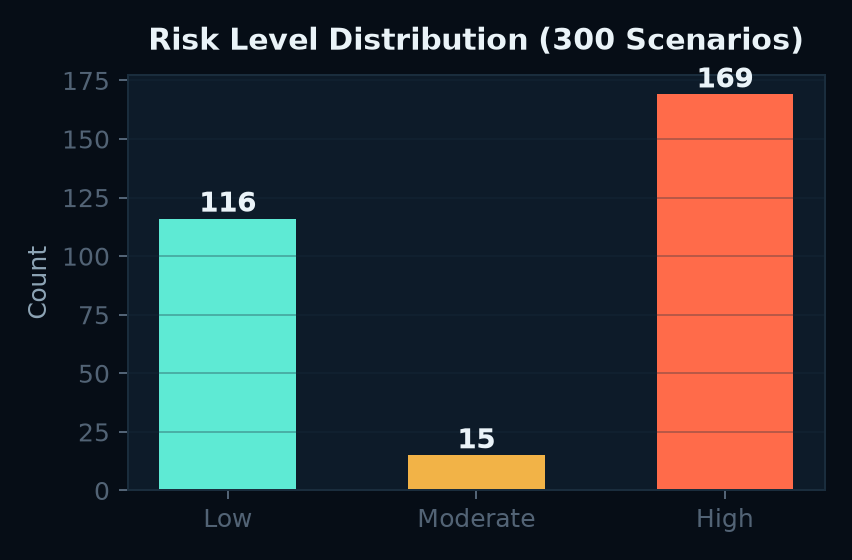 Risk Level Distribution (300 Scenarios)
175
150
125
100
75
50
25
0
Count
116
15
169
Low
Moderate
High